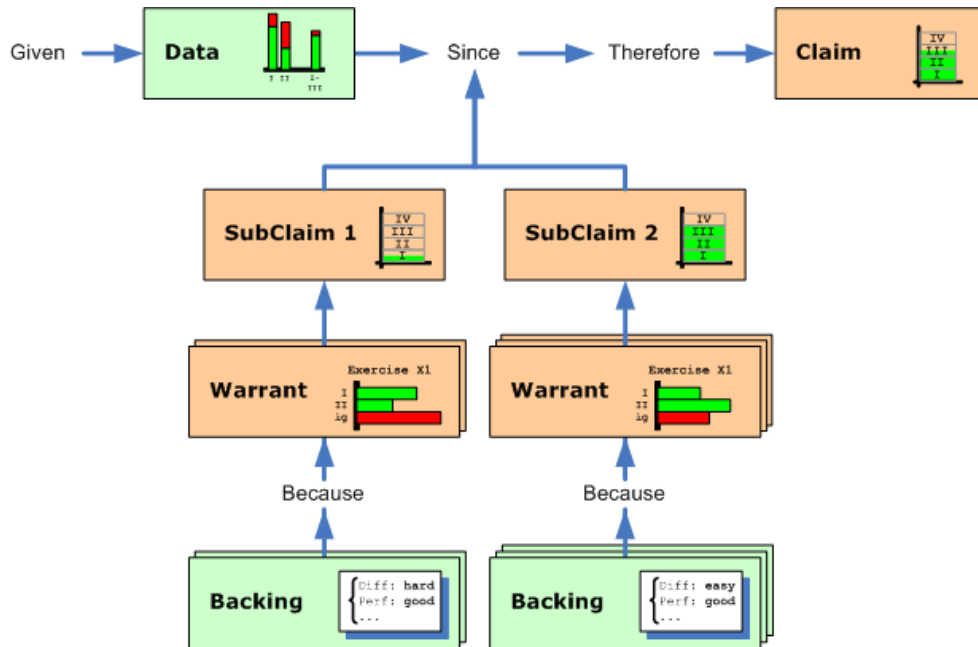 Given
Data
I II I-
III
Since
Therefore
Claim
IV
III
II
I
SubClaim 1
IV
III
II
I
SubClaim 2
IV
III
II
I
Warrant
Exercise X1
I
II
ig
Warrant
Exercise X1
I
II
ig
Because
Because
Backing
Diff: hard
Perf: good
...
Backing
Diff: easy
Perf: good
...